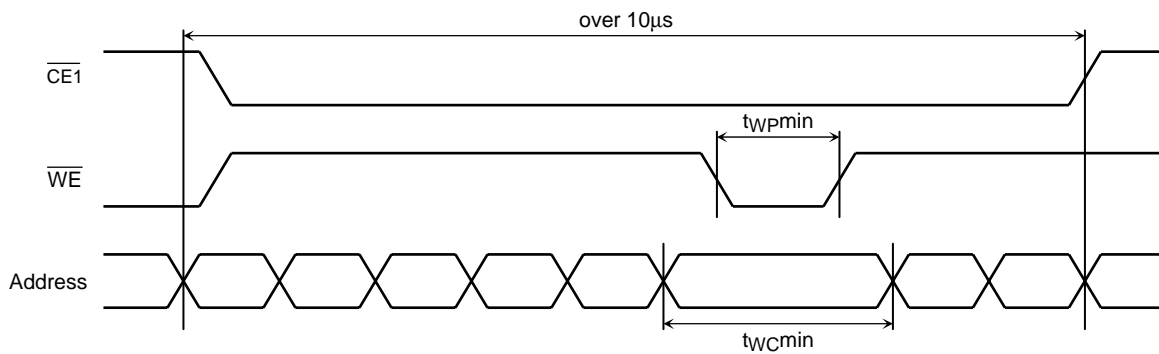 over 10μs
CE1
tWPmin
WE
Address
tWCmin